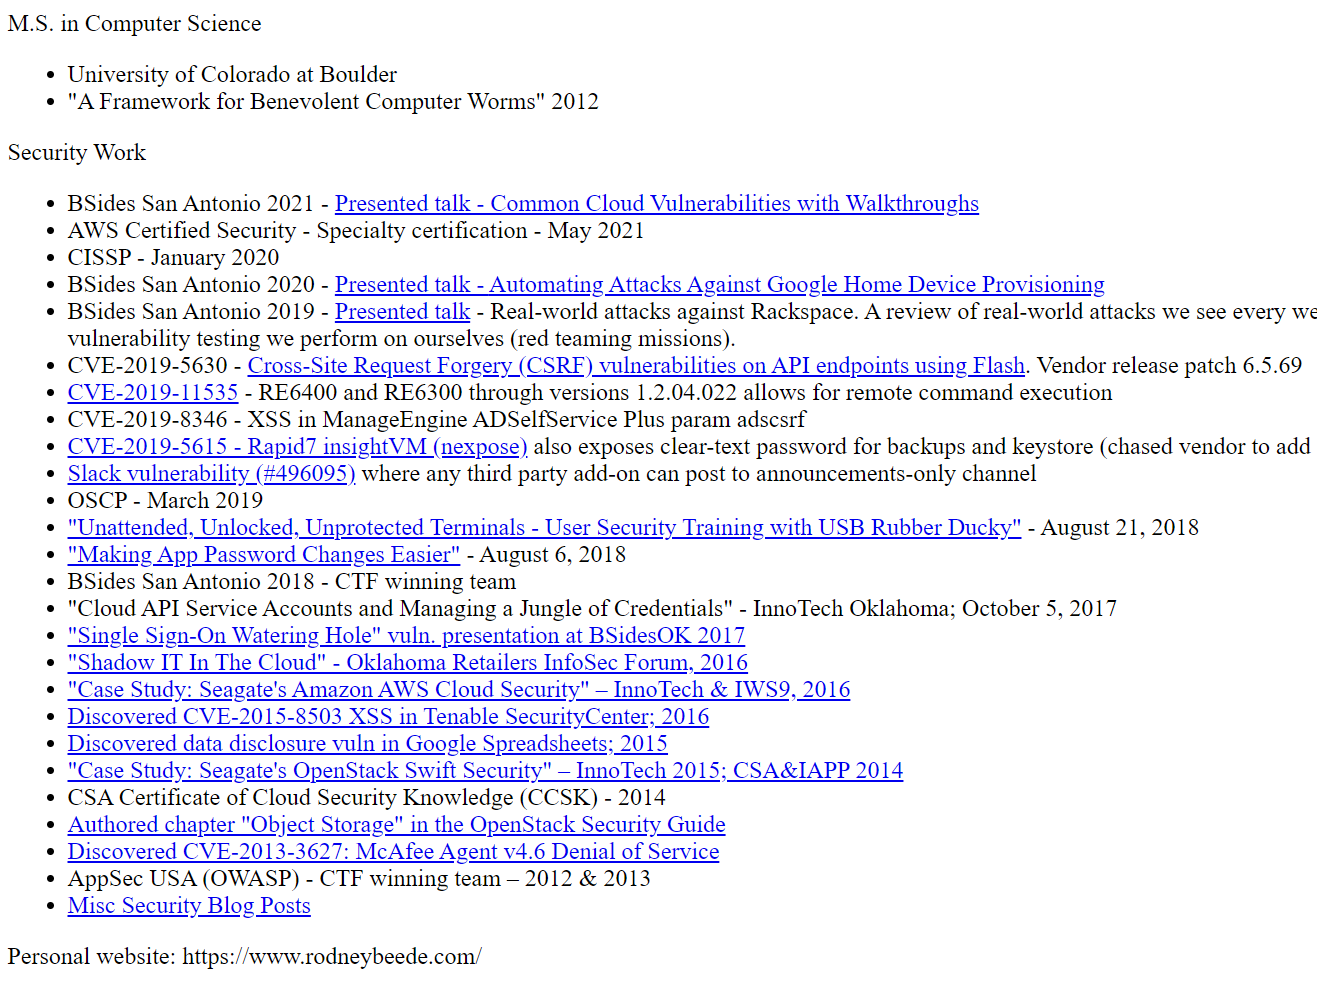 M.S. in Computer Science
• University of Colorado at Boulder
• "A Framework for Benevolent Computer Worms" 2012
Security Work
• BSides San Antonio 2021 - Presented talk - Common Cloud Vulnerabilities with Walkthroughs
• AWS Certified Security - Specialty certification - May 2021
• CISSP - January 2020
• BSides San Antonio 2020 - Presented talk - Automating Attacks Against Google Home Device Provisioning
• BSides San Antonio 2019 - Presented talk - Real-world attacks against Rackspace. A review of real-world attacks we see every we
vulnerability testing we perform on ourselves (red teaming missions).
• CVE-2019-5630 - Cross-Site Request Forgery (CSRF) vulnerabilities on API endpoints using Flash. Vendor release patch 6.5.69
• CVE-2019-11535 - RE6400 and RE6300 through versions 1.2.04.022 allows for remote command execution
• CVE-2019-8346 - XSS in ManageEngine ADSelfService Plus param adscsrf
• CVE-2019-5615 - Rapid7 insightVM (nexpose) also exposes clear-text password for backups and keystore (chased vendor to add
• Slack vulnerability (#496095) where any third party add-on can post to announcements-only channel
• OSCP - March 2019
• "Unattended, Unlocked, Unprotected Terminals - User Security Training with USB Rubber Ducky" - August 21, 2018
• "Making App Password Changes Easier" - August 6, 2018
• BSides San Antonio 2018 - CTF winning team
• "Cloud API Service Accounts and Managing a Jungle of Credentials" - InnoTech Oklahoma; October 5, 2017
• "Single Sign-On Watering Hole" vuln. presentation at BSidesOK 2017
• "Shadow IT In The Cloud" - Oklahoma Retailers InfoSec Forum, 2016
• "Case Study: Seagate's Amazon AWS Cloud Security" – InnoTech & IWS9, 2016
• Discovered CVE-2015-8503 XSS in Tenable SecurityCenter; 2016
• Discovered data disclosure vuln in Google Spreadsheets; 2015
• "Case Study: Seagate's OpenStack Swift Security" – InnoTech 2015; CSA&IAPP 2014
• CSA Certificate of Cloud Security Knowledge (CCSK) - 2014
• Authored chapter "Object Storage" in the OpenStack Security Guide
• Discovered CVE-2013-3627: McAfee Agent v4.6 Denial of Service
• AppSec USA (OWASP) - CTF winning team – 2012 & 2013
• Misc Security Blog Posts
Personal website: https://www.rodneybeede.com/